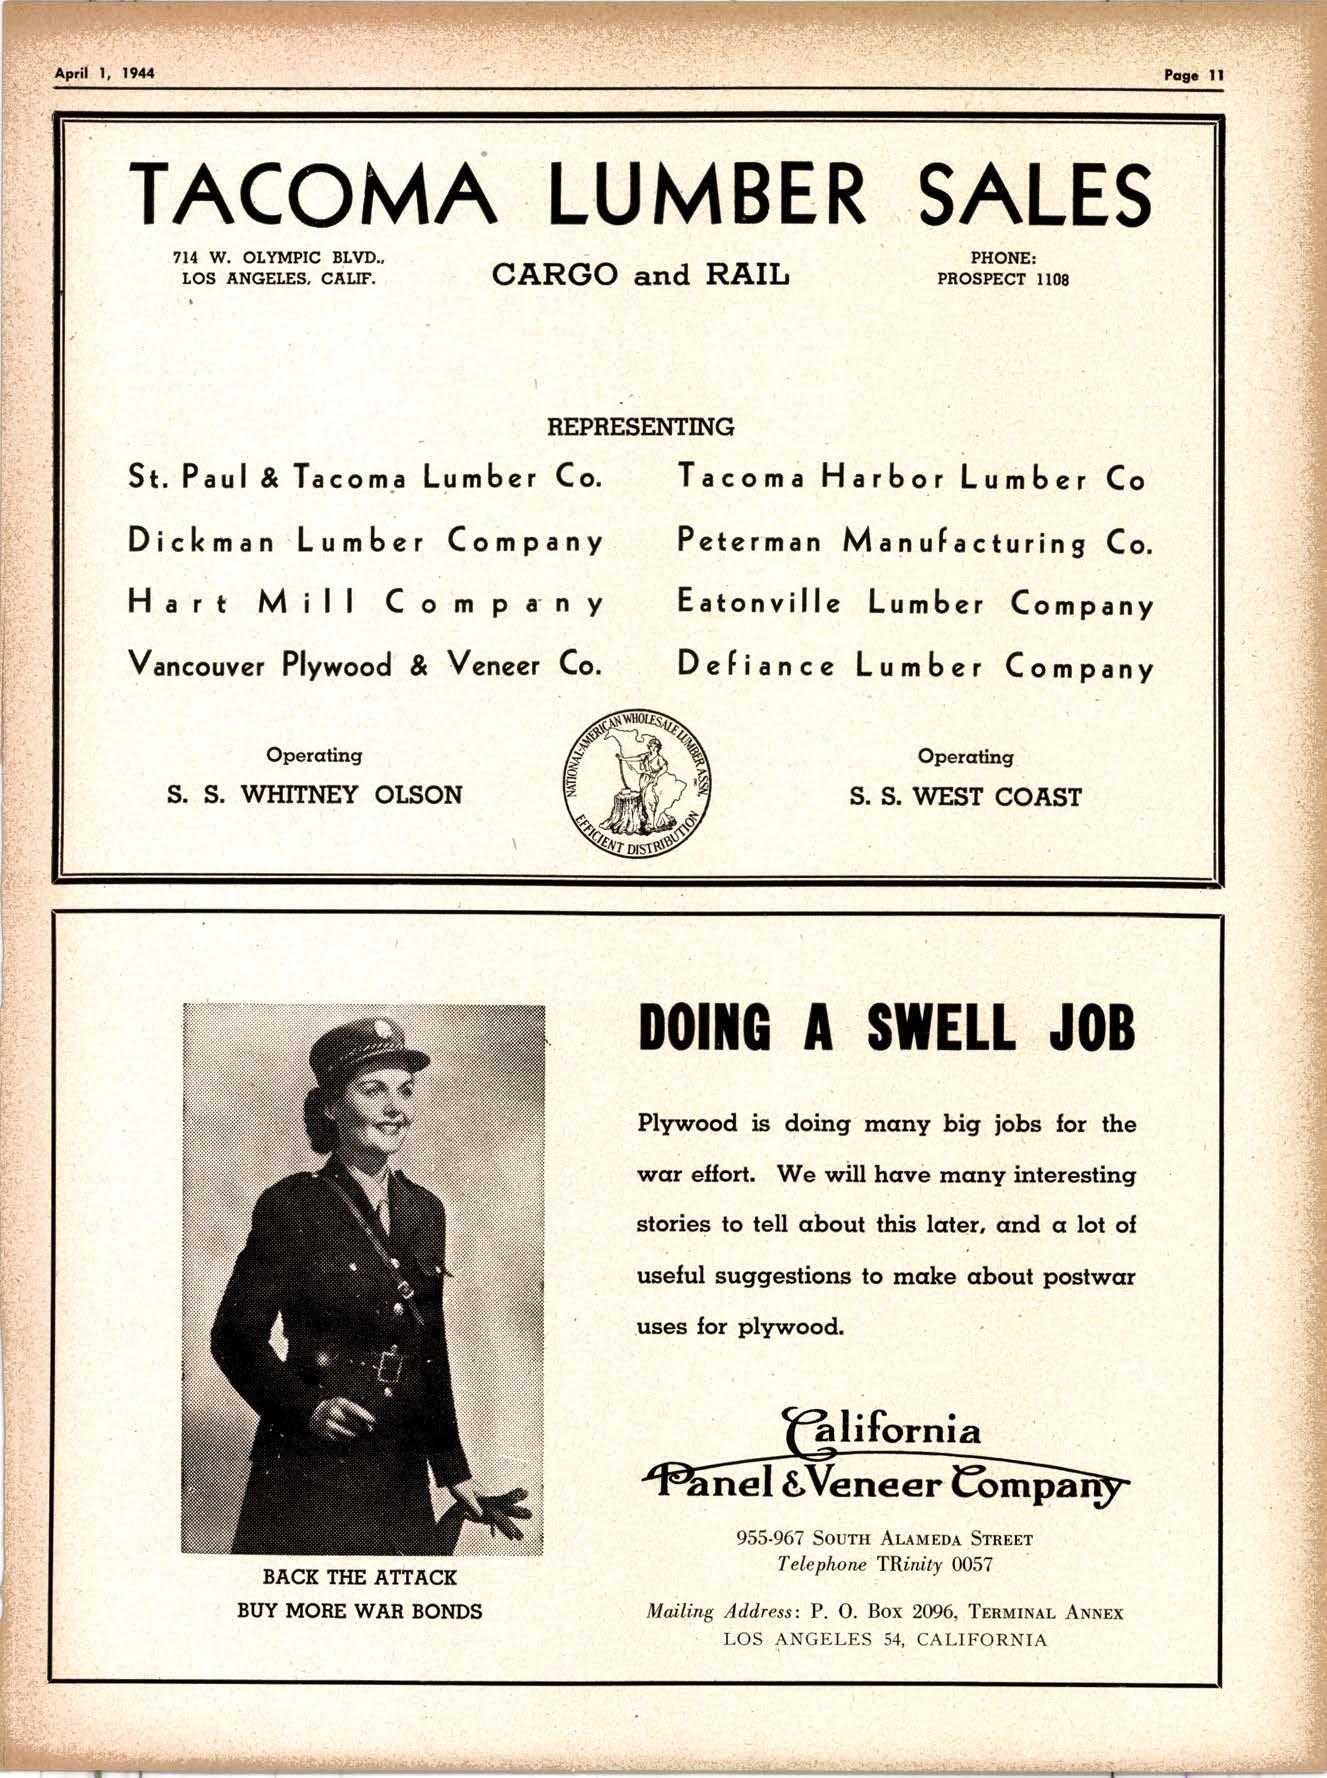 April 1, 1944
Page 11
TACOMA LUMBER SALES
714 W. OLYMPIC BLVD.,
LOS ANGELES, CALIF.
CARGO and RAIL
PHONE:
PROSPECT 1108
REPRESENTING
St. Paul & Tacoma Lumber Co.
Tacoma Harbor Lumber Co
Dickman Lumber Company
Peterman Manufacturing Co.
Hart Mill Company
Eatonville Lumber Company
Vancouver Plywood & Veneer Co.
Defiance Lumber Company
Operating
S. S. WHITNEY OLSON
NATIONAL-AMERICAN WHOLESALE LUMBER ASSN.
EFFICIENT DISTRIBUTION
Operating
S. S. WEST COAST
BACK THE ATTACK
BUY MORE WAR BONDS
DOING A SWELL JOB
Plywood is doing many big jobs for the
war effort. We will have many interesting
stories to tell about this later, and a lot of
useful suggestions to make about postwar
uses for plywood.
California
Panel & Veneer Company
955-967 SOUTH ALAMEDA STREET
Telephone TRinity 0057
Mailing Address: P. O. BOX 2096, TERMINAL ANNEX
LOS ANGELES 54, CALIFORNIA